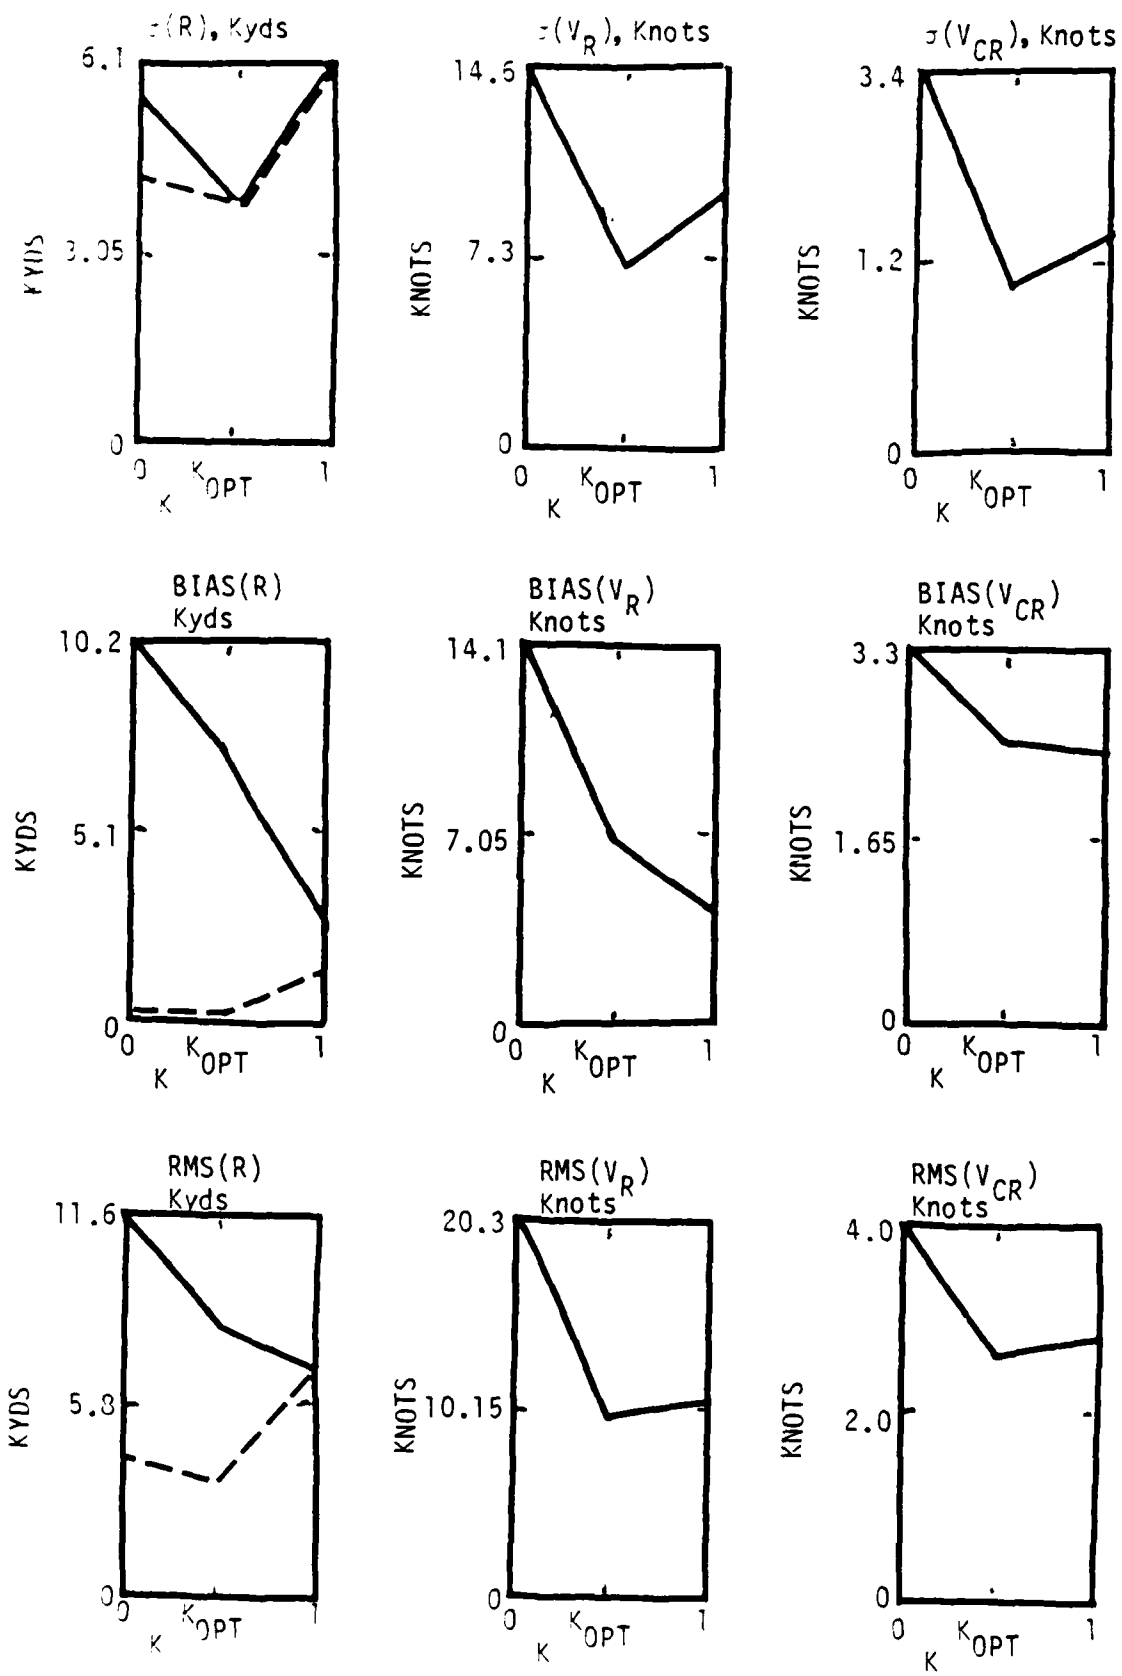 σ(R), Kyds
6.1
3.05
0
KYDS
0 K_OPT 1
K
σ(V_R), Knots
14.6
7.3
0
KNOTS
0 K_OPT 1
K
σ(V_CR), Knots
3.4
1.2
0
KNOTS
0 K_OPT 1
K
BIAS(R)
Kyds
10.2
5.1
0
KYDS
0 K_OPT 1
K
BIAS(V_R)
Knots
14.1
7.05
0
KNOTS
0 K_OPT 1
K
BIAS(V_CR)
Knots
3.3
1.65
0
KNOTS
0 K_OPT 1
K
RMS(R)
Kyds
11.6
5.8
0
KYDS
0 K_OPT 1
K
RMS(V_R)
Knots
20.3
10.15
0
KNOTS
0 K_OPT 1
K
RMS(V_CR)
Knots
4.0
2.0
0
KNOTS
0 K_OPT 1
K